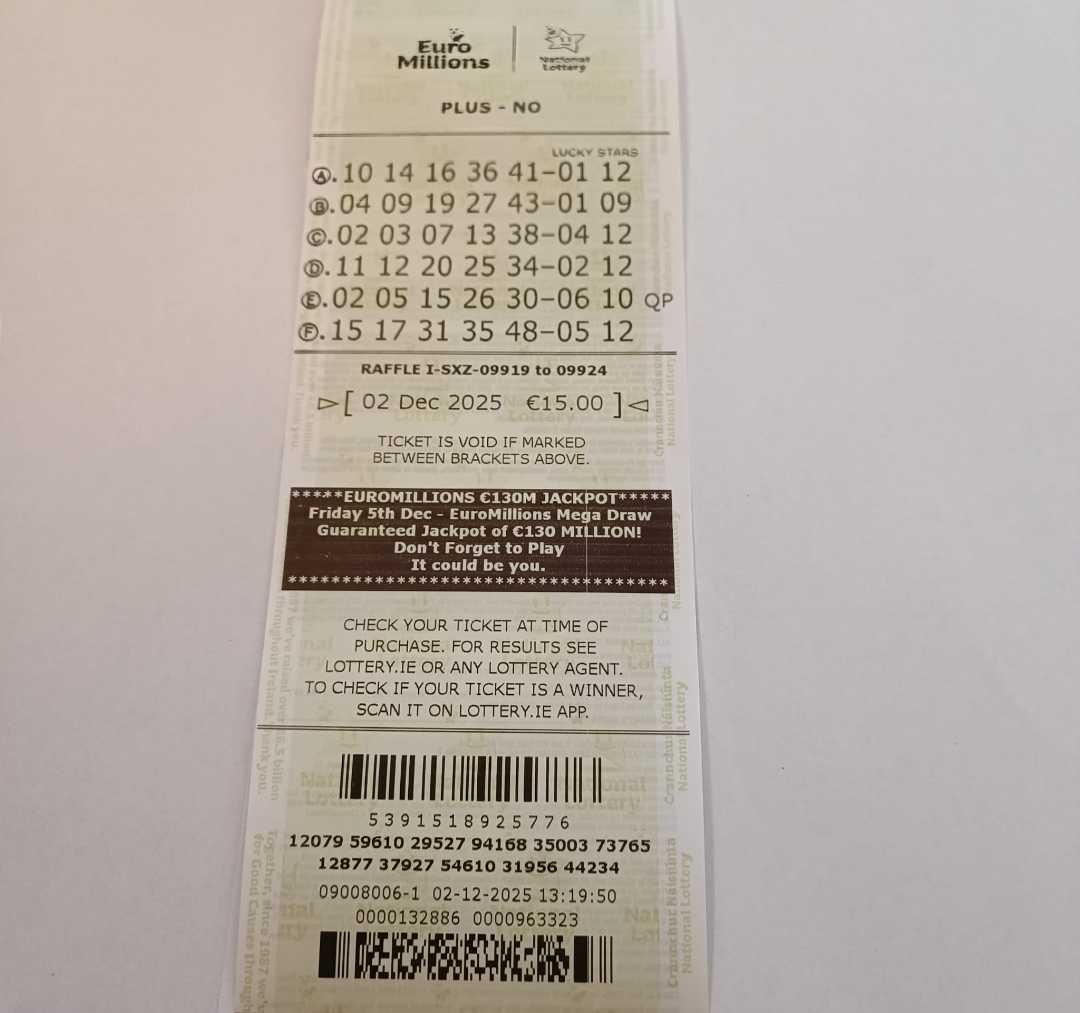 Euro
Millions
National
Lottery
PLUS - NO
LUCKY STARS
A. 10 14 16 36 41-01 12
B. 04 09 19 27 43-01 09
C. 02 03 07 13 38-04 12
D. 11 12 20 25 34-02 12
E. 02 05 15 26 30-06 10 QP
F. 15 17 31 35 48-05 12
RAFFLE I-SXZ-09919 to 09924
[ 02 Dec 2025 €15.00 ]
TICKET IS VOID IF MARKED
BETWEEN BRACKETS ABOVE.
*****EUROMILLIONS €130M JACKPOT*****
Friday 5th Dec - EuroMillions Mega Draw
Guaranteed Jackpot of €130 MILLION!
Don't Forget to Play
It could be you.
************************************
CHECK YOUR TICKET AT TIME OF
PURCHASE. FOR RESULTS SEE
LOTTERY.IE OR ANY LOTTERY AGENT.
TO CHECK IF YOUR TICKET IS A WINNER,
SCAN IT ON LOTTERY.IE APP.
5391518925776
12079 59610 29527 94168 35003 73765
12877 37927 54610 31956 44234
09008006-1 02-12-2025 13:19:50
0000132886 0000963323
Crannchur Náisiúnta
National Lottery